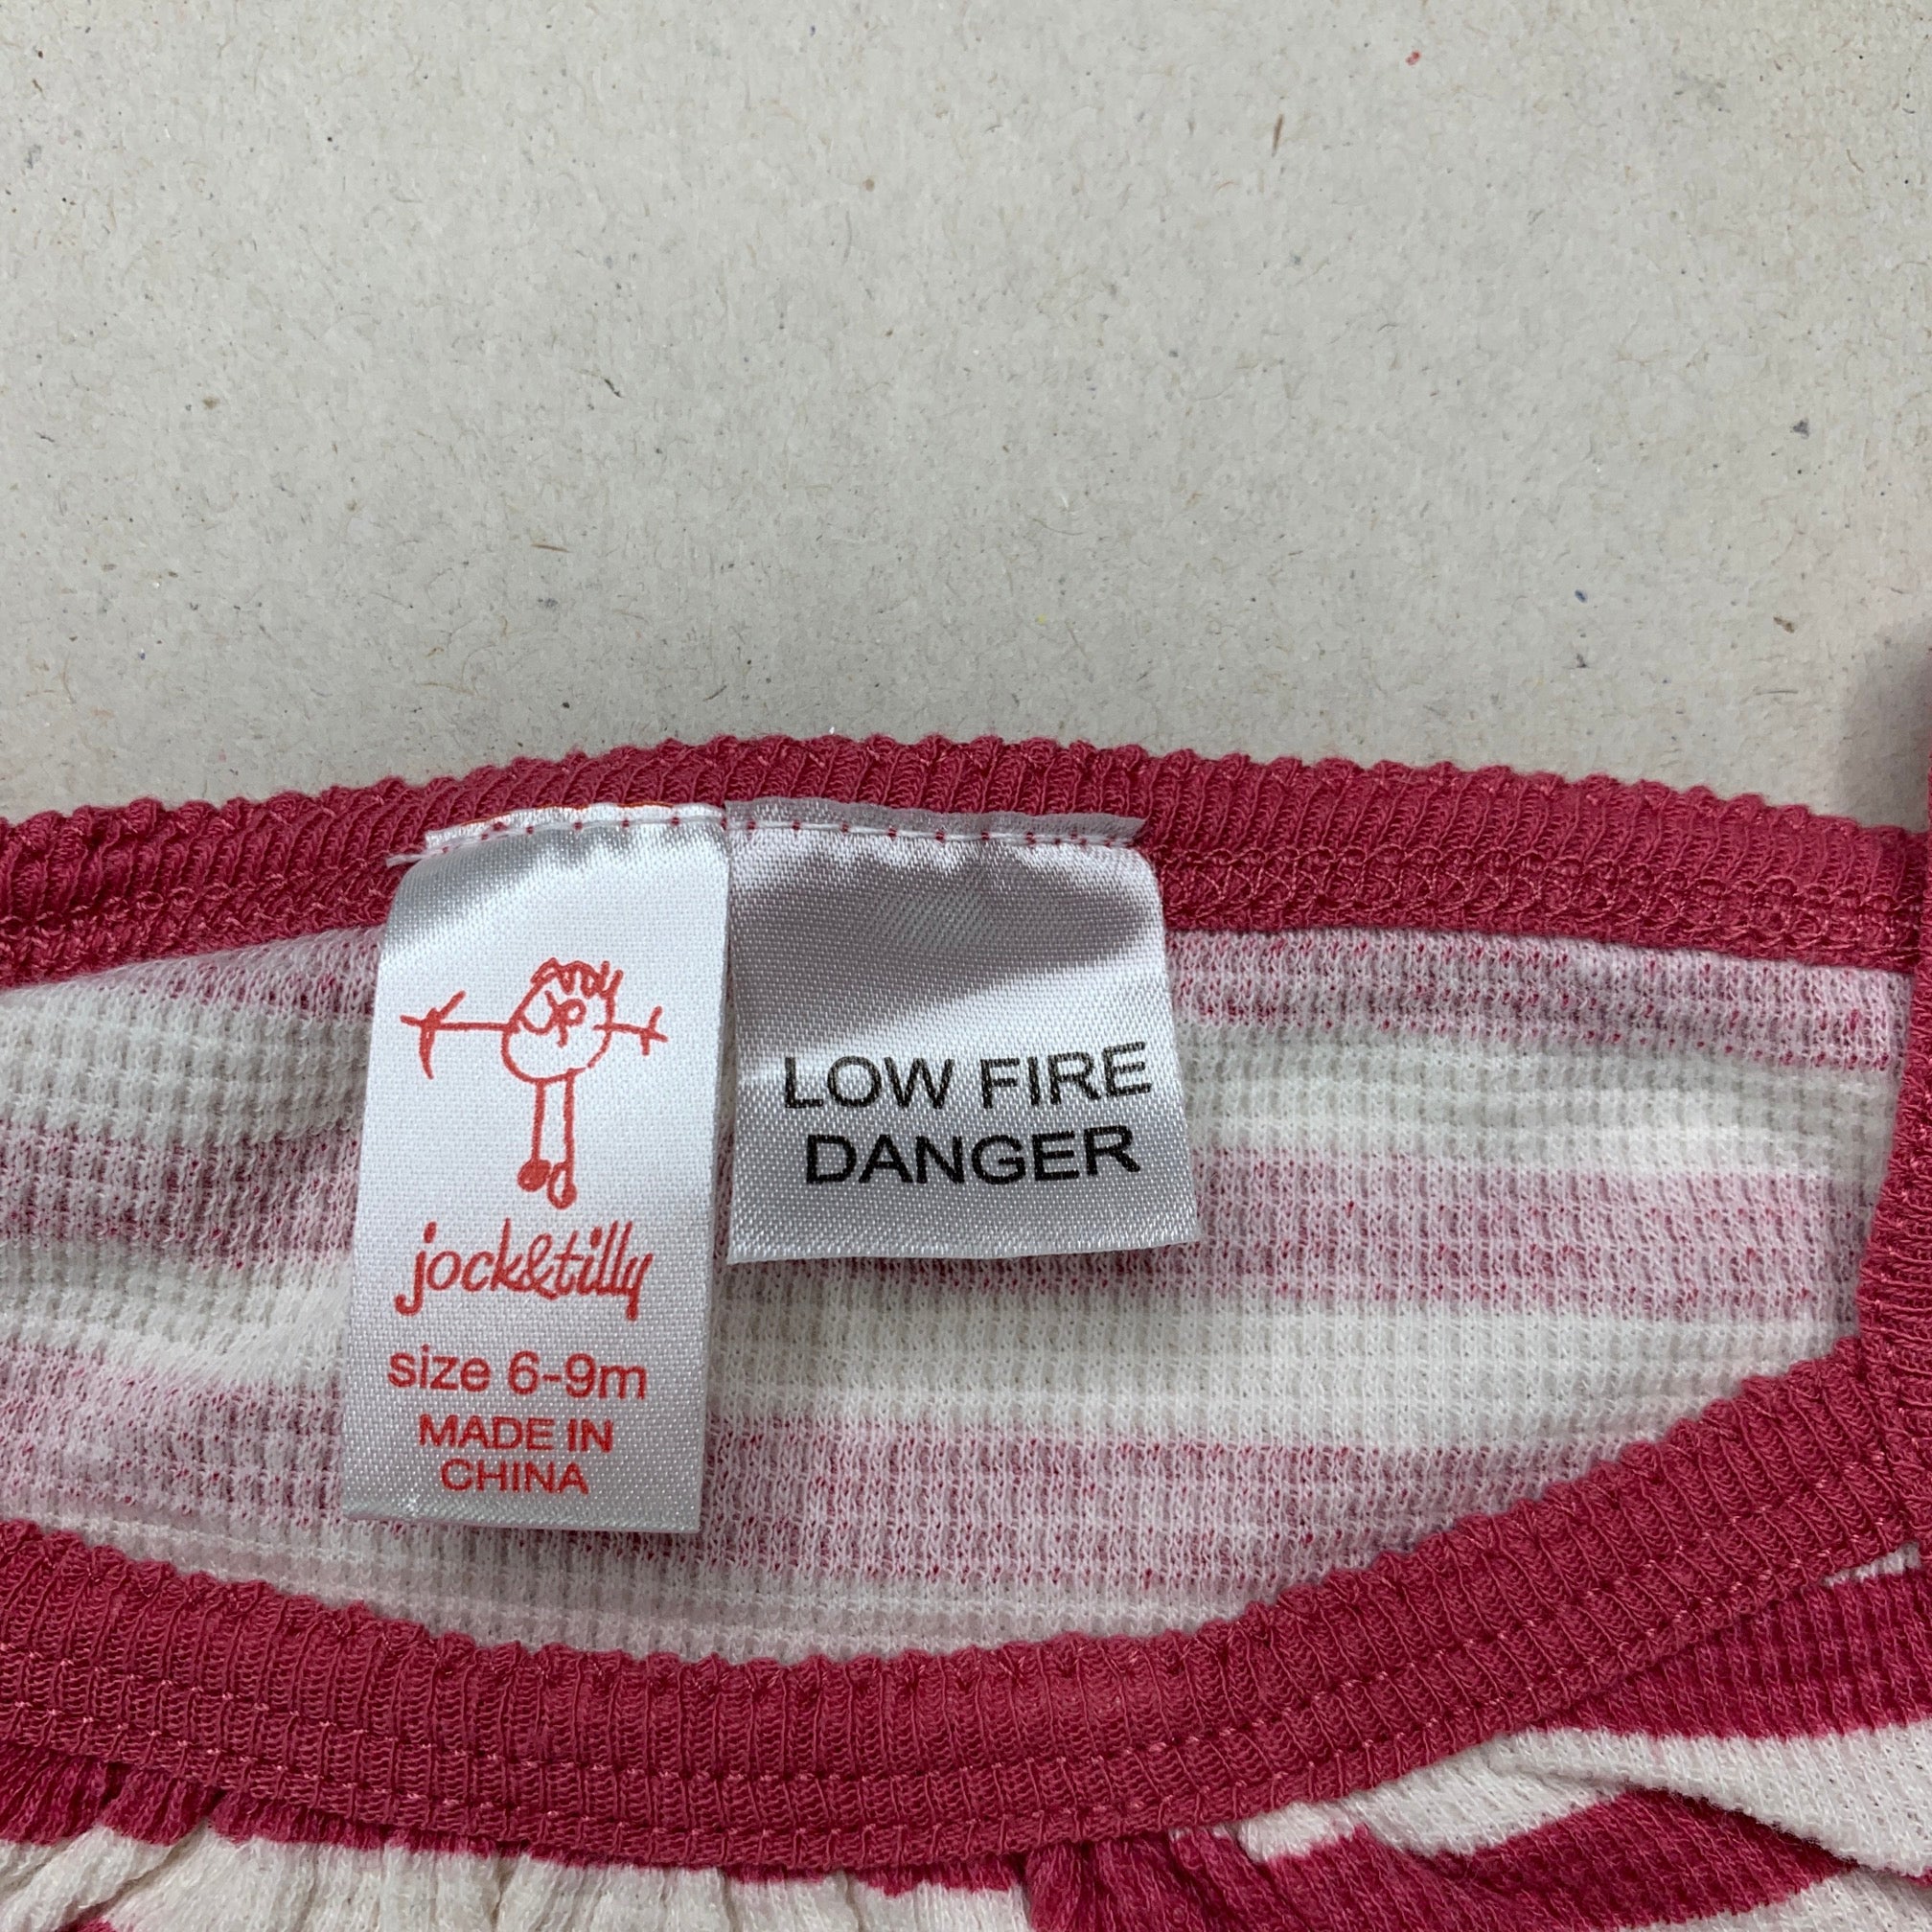 jock&tilly
size 6-9m
MADE IN
CHINA
LOW FIRE
DANGER